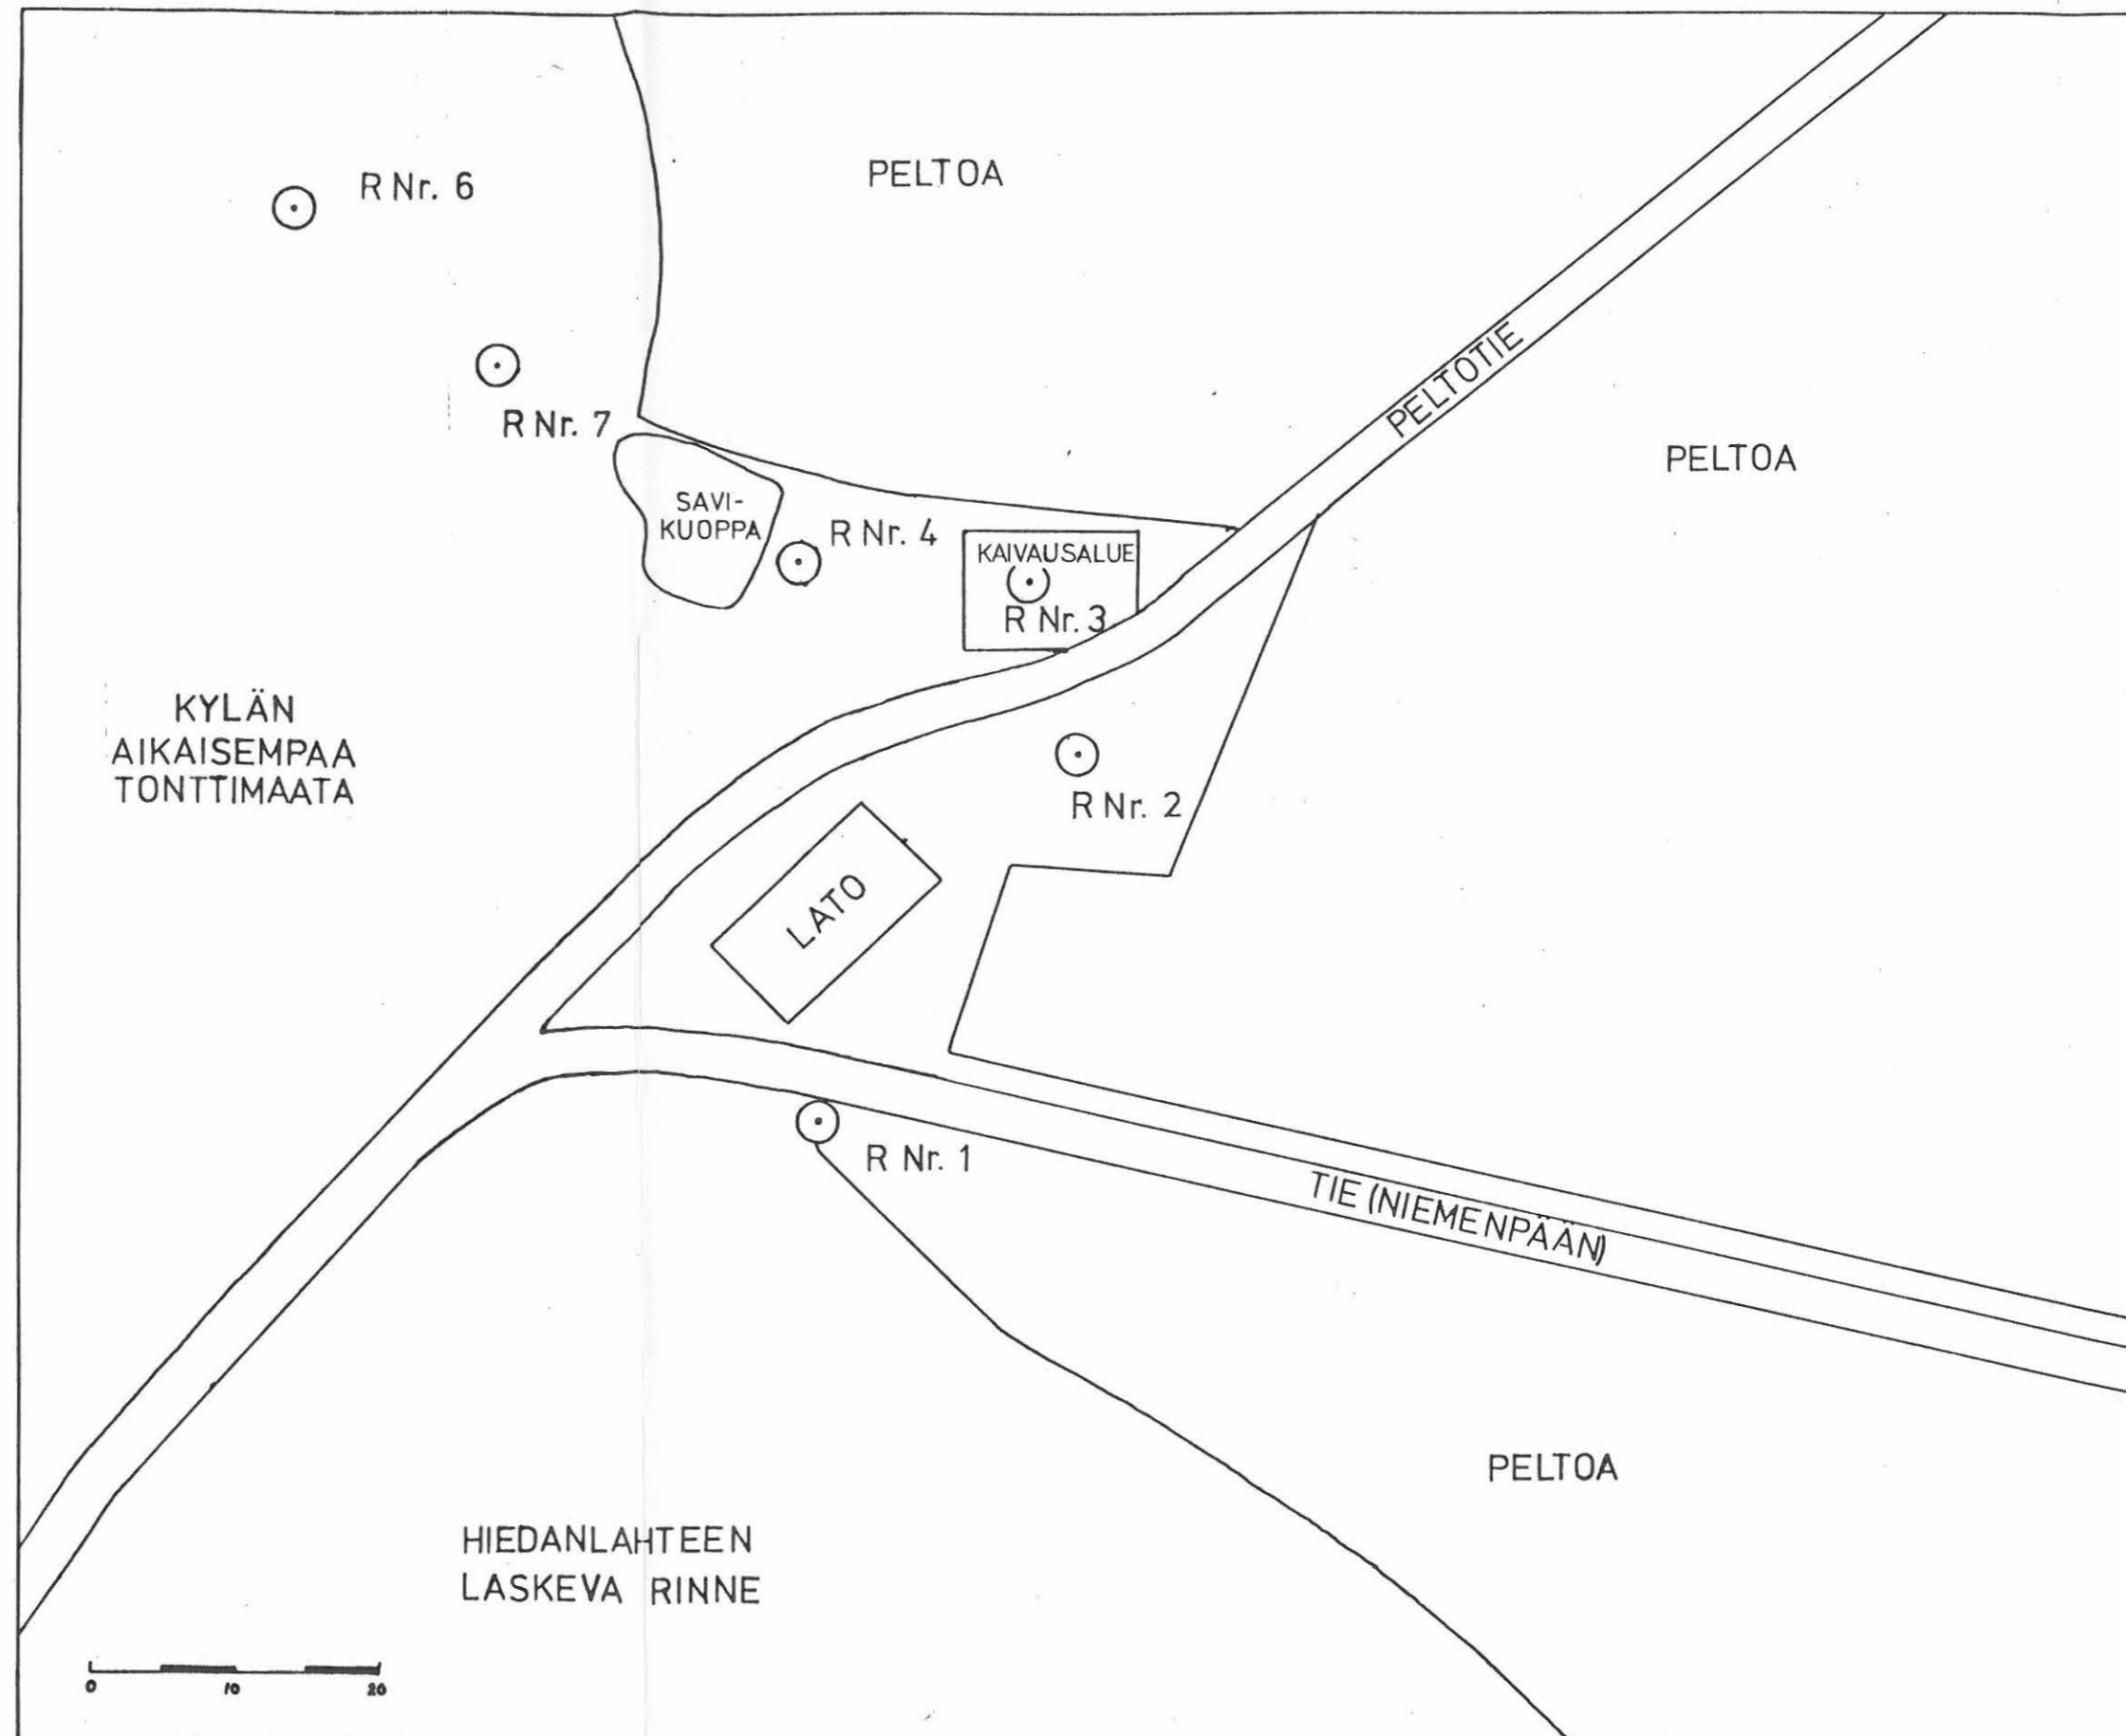 R Nr. 6
PELTOA
R Nr. 7
PELTOTIE
PELTOA
SAVI-
KUOPPA
R Nr. 4
KAIVAUSALUE
R Nr. 3
KYLÄN
AIKAISEMPAA
TONTTIMAATA
R Nr. 2
LATO
R Nr. 1
TIE (NIEMENPÄÄN)
PELTOA
HIEDANLAHTEEN
LASKEVA RINNE
0 10 20